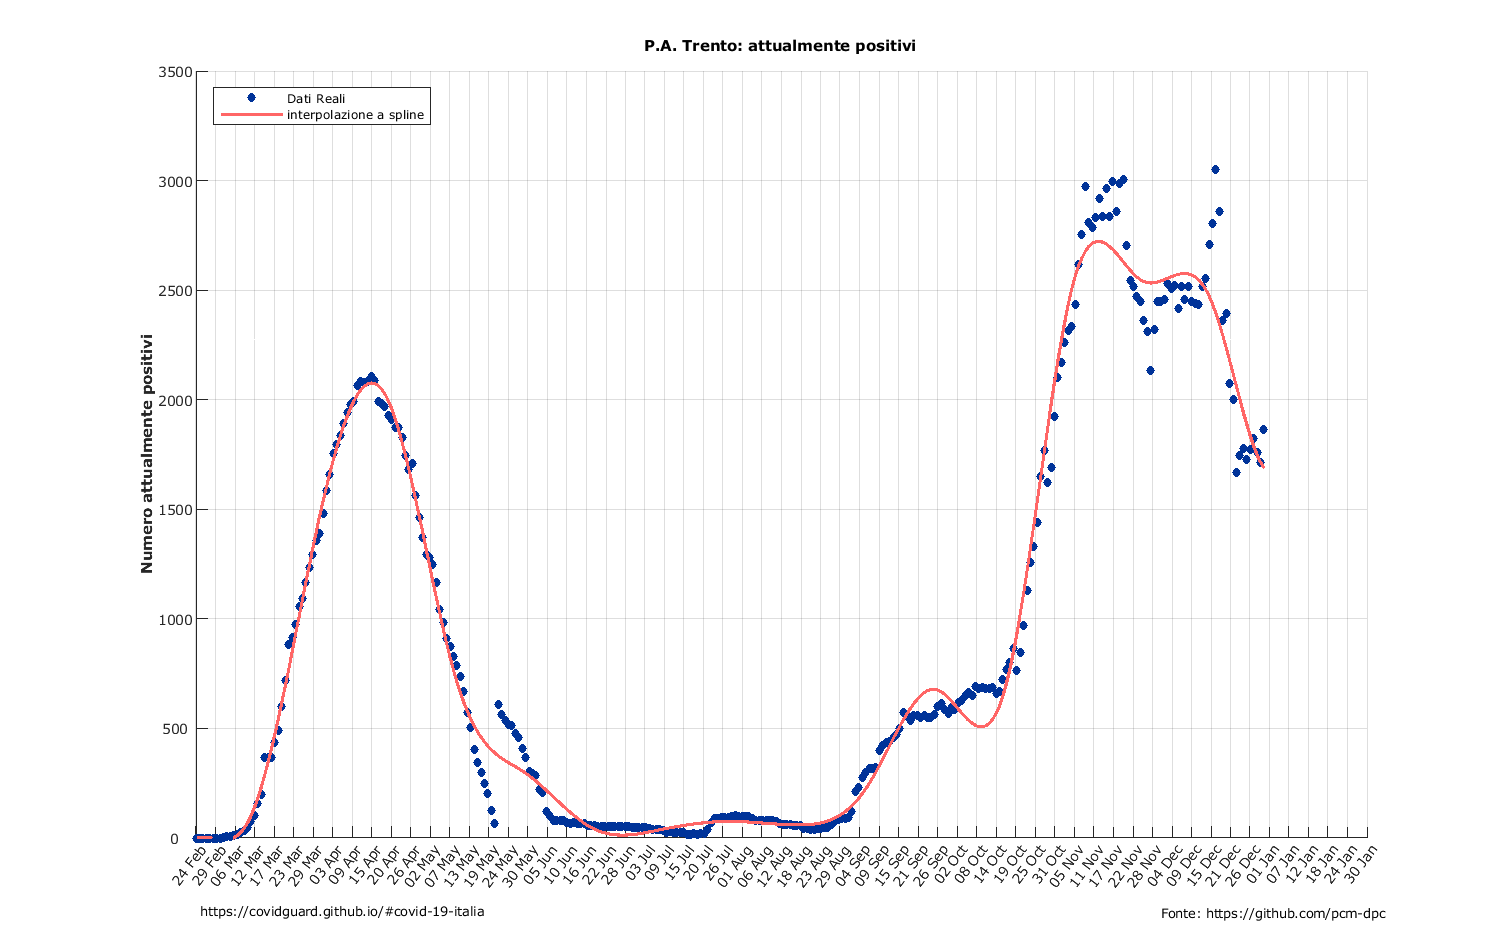 P.A. Trento: attualmente positivi
Dati Reali
interpolazione a spline
Numero attualmente positivi
3500
3000
2500
2000
1500
1000
500
0
24 Feb
29 Feb
06 Mar
12 Mar
17 Mar
23 Mar
29 Mar
03 Apr
09 Apr
15 Apr
20 Apr
26 Apr
02 May
07 May
13 May
19 May
24 May
30 May
05 Jun
10 Jun
16 Jun
22 Jun
28 Jun
03 Jul
09 Jul
15 Jul
20 Jul
26 Jul
01 Aug
06 Aug
12 Aug
18 Aug
23 Aug
29 Aug
04 Sep
09 Sep
15 Sep
21 Sep
26 Sep
02 Oct
08 Oct
14 Oct
19 Oct
25 Oct
31 Oct
05 Nov
11 Nov
17 Nov
22 Nov
28 Nov
04 Dec
09 Dec
15 Dec
21 Dec
26 Dec
01 Jan
07 Jan
12 Jan
18 Jan
24 Jan
30 Jan
https://covidguard.github.io/#covid-19-italia
Fonte: https://github.com/pcm-dpc